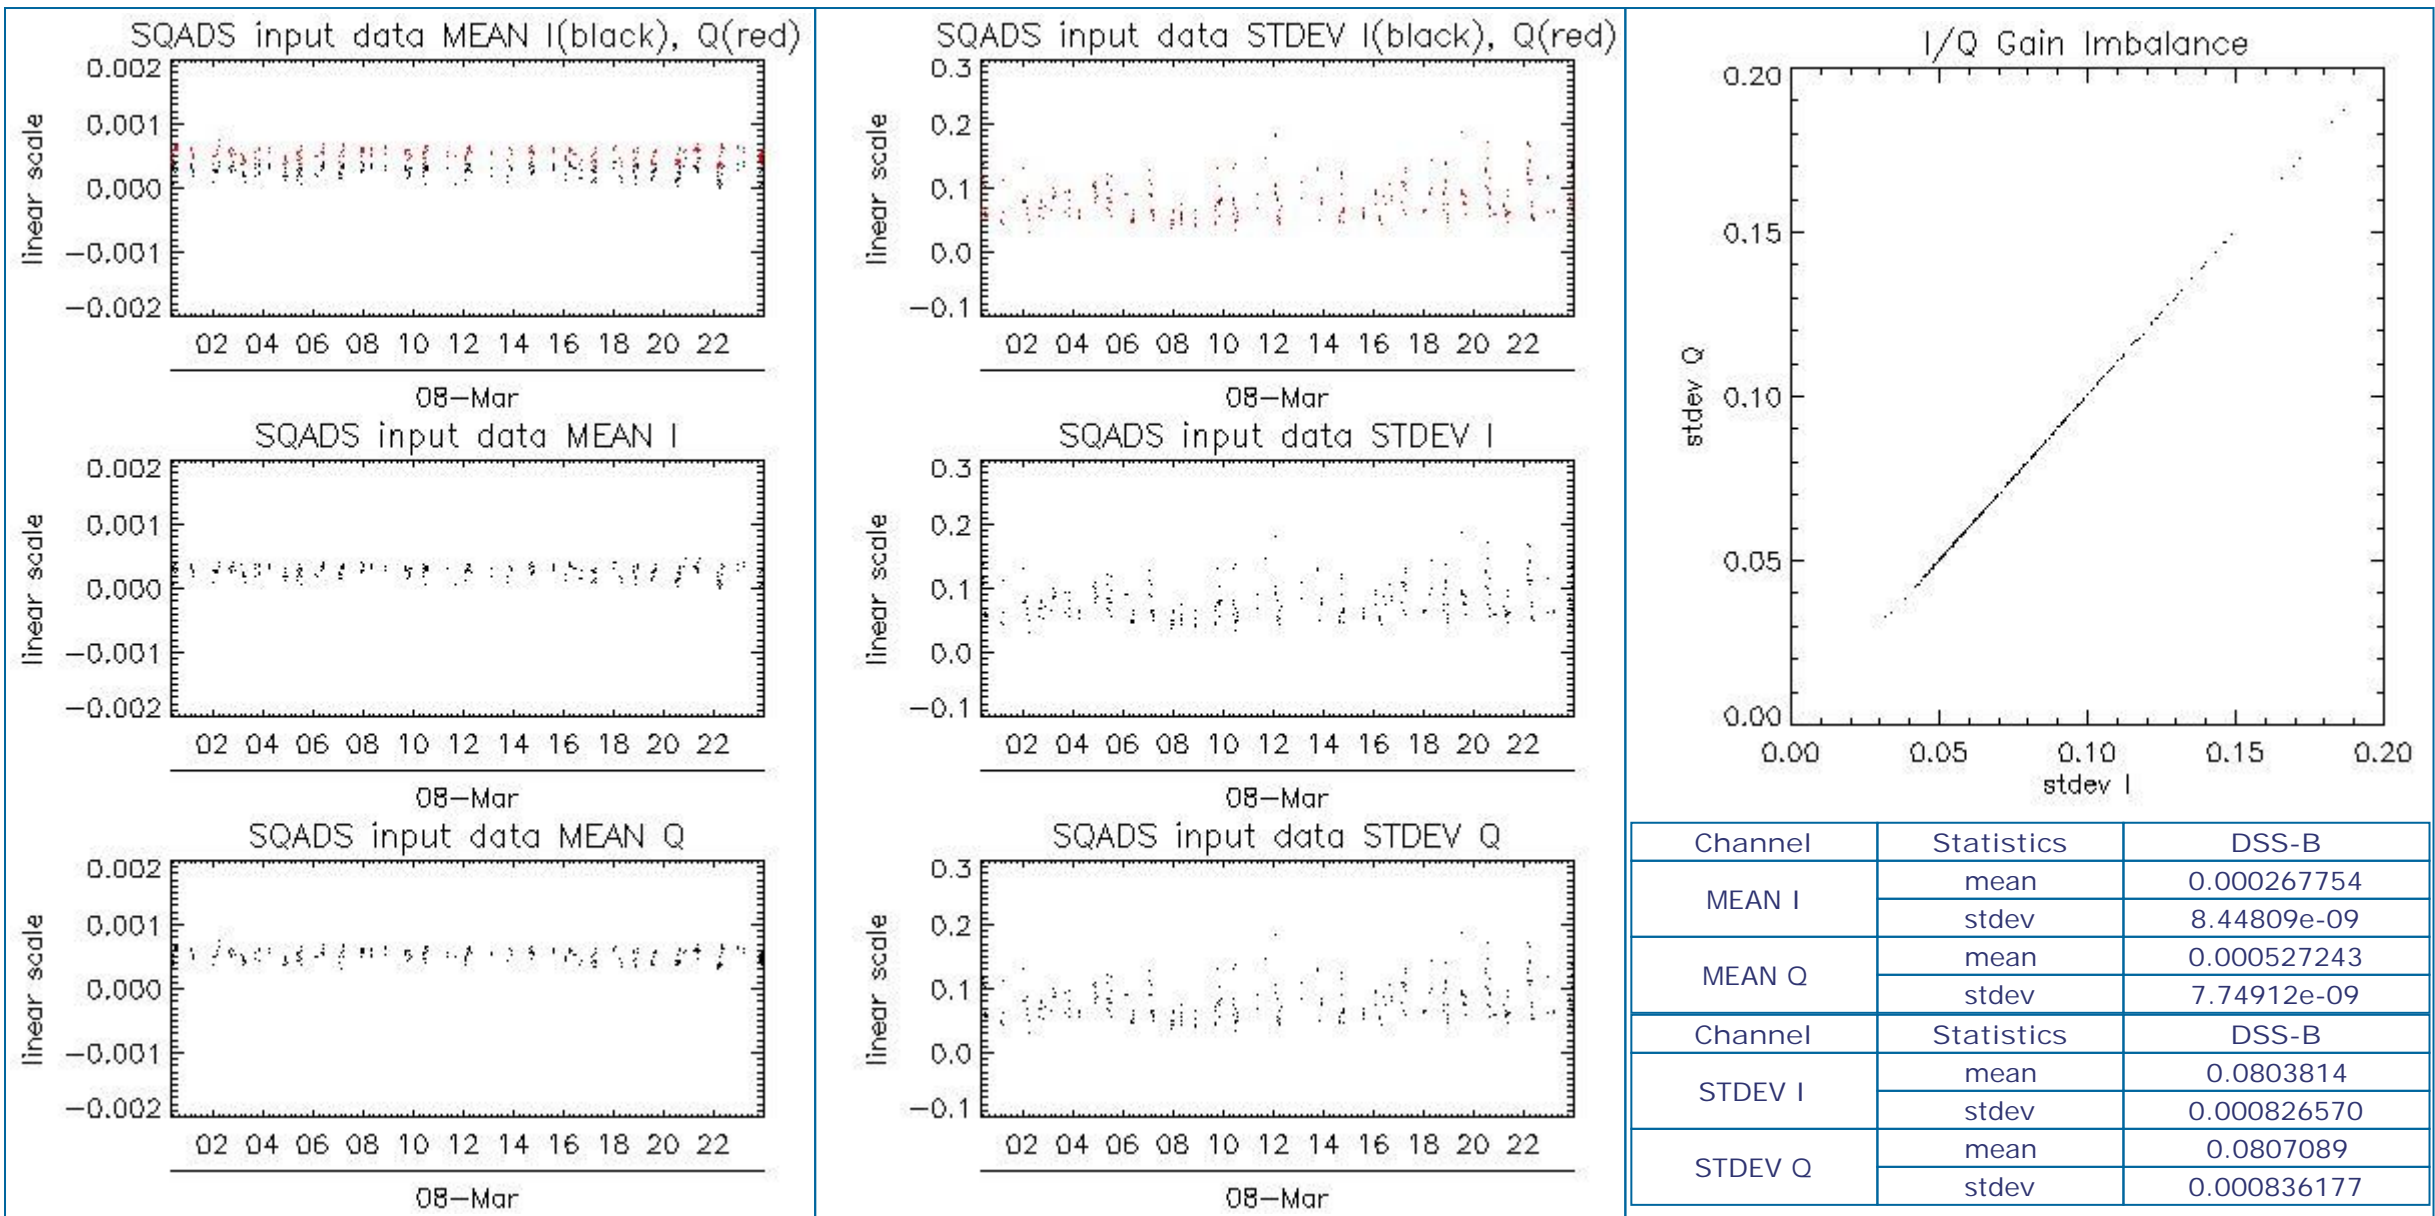 SQADS input data MEAN I(black), Q(red)
0.002
0.001
0.000
-0.001
-0.002
linear scale
02 04 06 08 10 12 14 16 18 20 22
08-Mar
SQADS input data MEAN I
0.002
0.001
0.000
-0.001
-0.002
linear scale
02 04 06 08 10 12 14 16 18 20 22
08-Mar
SQADS input data MEAN Q
0.002
0.001
0.000
-0.001
-0.002
linear scale
02 04 06 08 10 12 14 16 18 20 22
08-Mar
SQADS input data STDEV I(black), Q(red)
0.3
0.2
0.1
0.0
-0.1
linear scale
02 04 06 08 10 12 14 16 18 20 22
08-Mar
SQADS input data STDEV I
0.3
0.2
0.1
0.0
-0.1
linear scale
02 04 06 08 10 12 14 16 18 20 22
08-Mar
SQADS input data STDEV Q
0.3
0.2
0.1
0.0
-0.1
linear scale
02 04 06 08 10 12 14 16 18 20 22
08-Mar
I/Q Gain Imbalance
0.20
0.15
0.10
0.05
0.00
stdev Q
0.00 0.05 0.10 0.15 0.20
stdev I
Channel Statistics DSS-B
MEAN I mean 0.000267754
stdev 8.44809e-09
MEAN Q mean 0.000527243
stdev 7.74912e-09
Channel Statistics DSS-B
STDEV I mean 0.0803814
stdev 0.000826570
STDEV Q mean 0.0807089
stdev 0.000836177